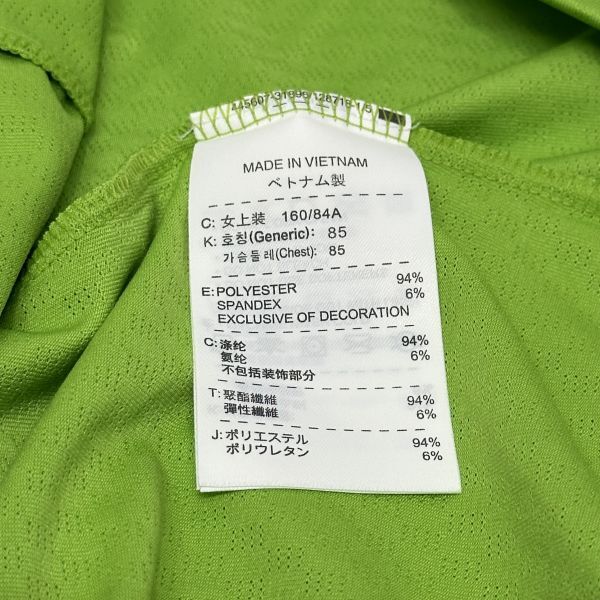 MADE IN VIETNAM
ベトナム製
C: 女上装 160/84A
K: 호칭(Generic): 85
가슴둘레(Chest): 85
E: POLYESTER 94%
SPANDEX 6%
EXCLUSIVE OF DECORATION
C: 涤纶 94%
氨纶 6%
不包括装饰部分
T: 聚酯纖維 94%
彈性纖維 6%
J: ポリエステル 94%
ポリウレタン 6%